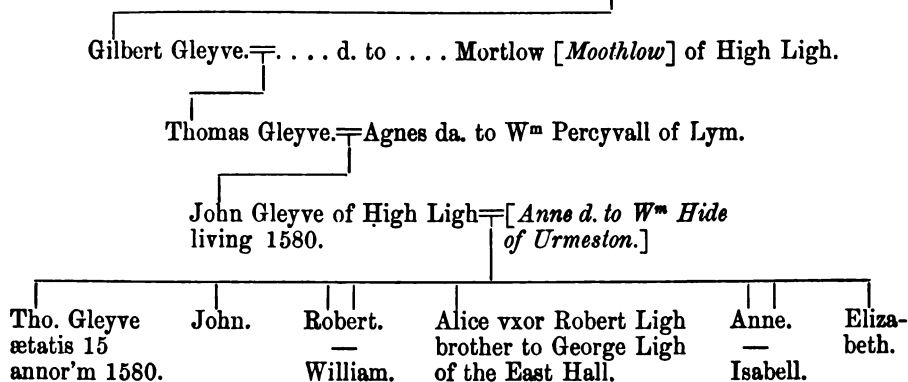 Gilbert Gleyve.=. . . . d. to . . . . Mortlow [Moothlow] of High Ligh.
Thomas Gleyve.=Agnes da. to Wᵐ Percyvall of Lym.
John Gleyve of High Ligh=[Anne d. to Wᵐ Hide
living 1580.
of Urmeston.]
Tho. Gleyve
ætatis 15
annor'm 1580.
John.
Robert.
—
William.
Alice vxor Robert Ligh
brother to George Ligh
of the East Hall.
Anne.
—
Isabell.
Eliza-
beth.